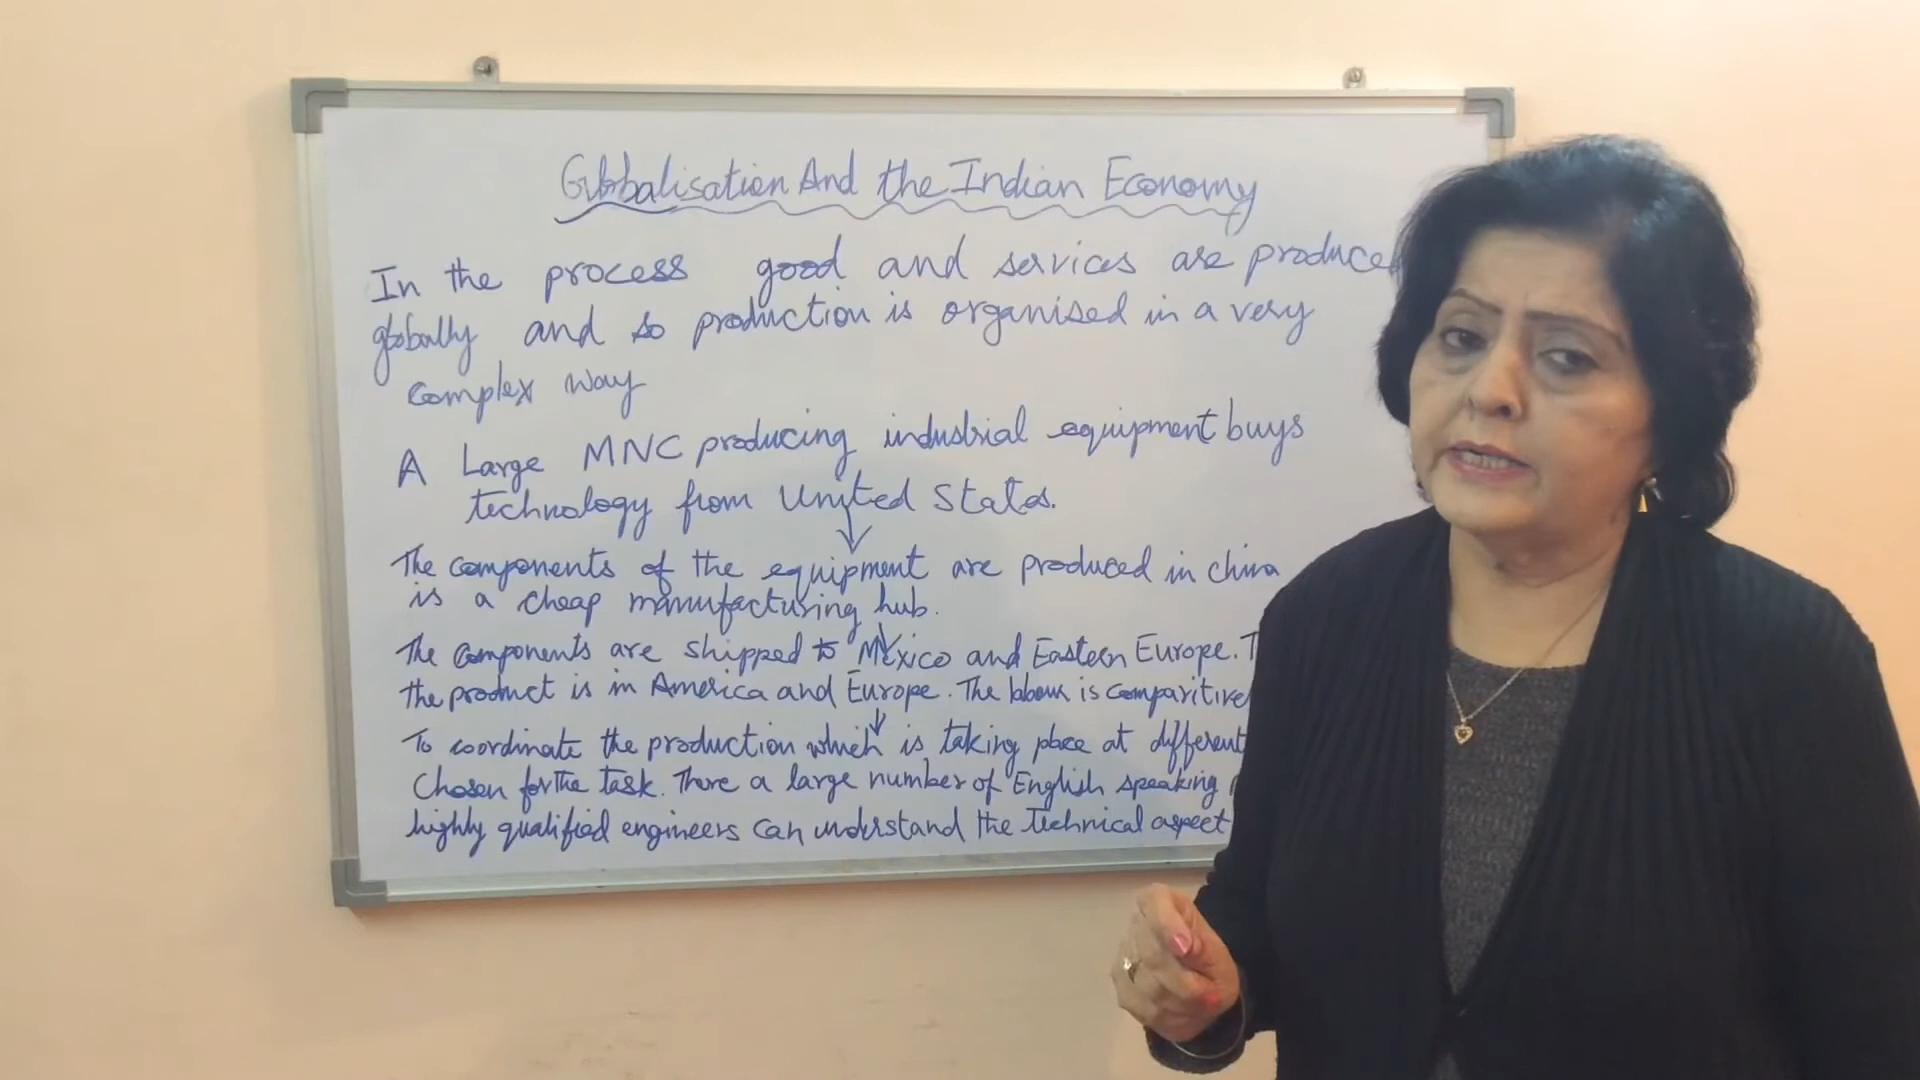 Globalisation And the Indian Economy
In the process good and services are produced
globally and so production is organised in a very
complex way
A Large MNC producing industrial equipment buys
technology from United States.
The components of the equipment are produced in china
is a cheap manufacturing hub.
The components are shipped to Mexico and Eastern Europe.
the product is in America and Europe. The labour is comparitive
To coordinate the production which is taking place at different
Chosen for the task. There a large number of English speaking
highly qualified engineers can understand the Technical aspect